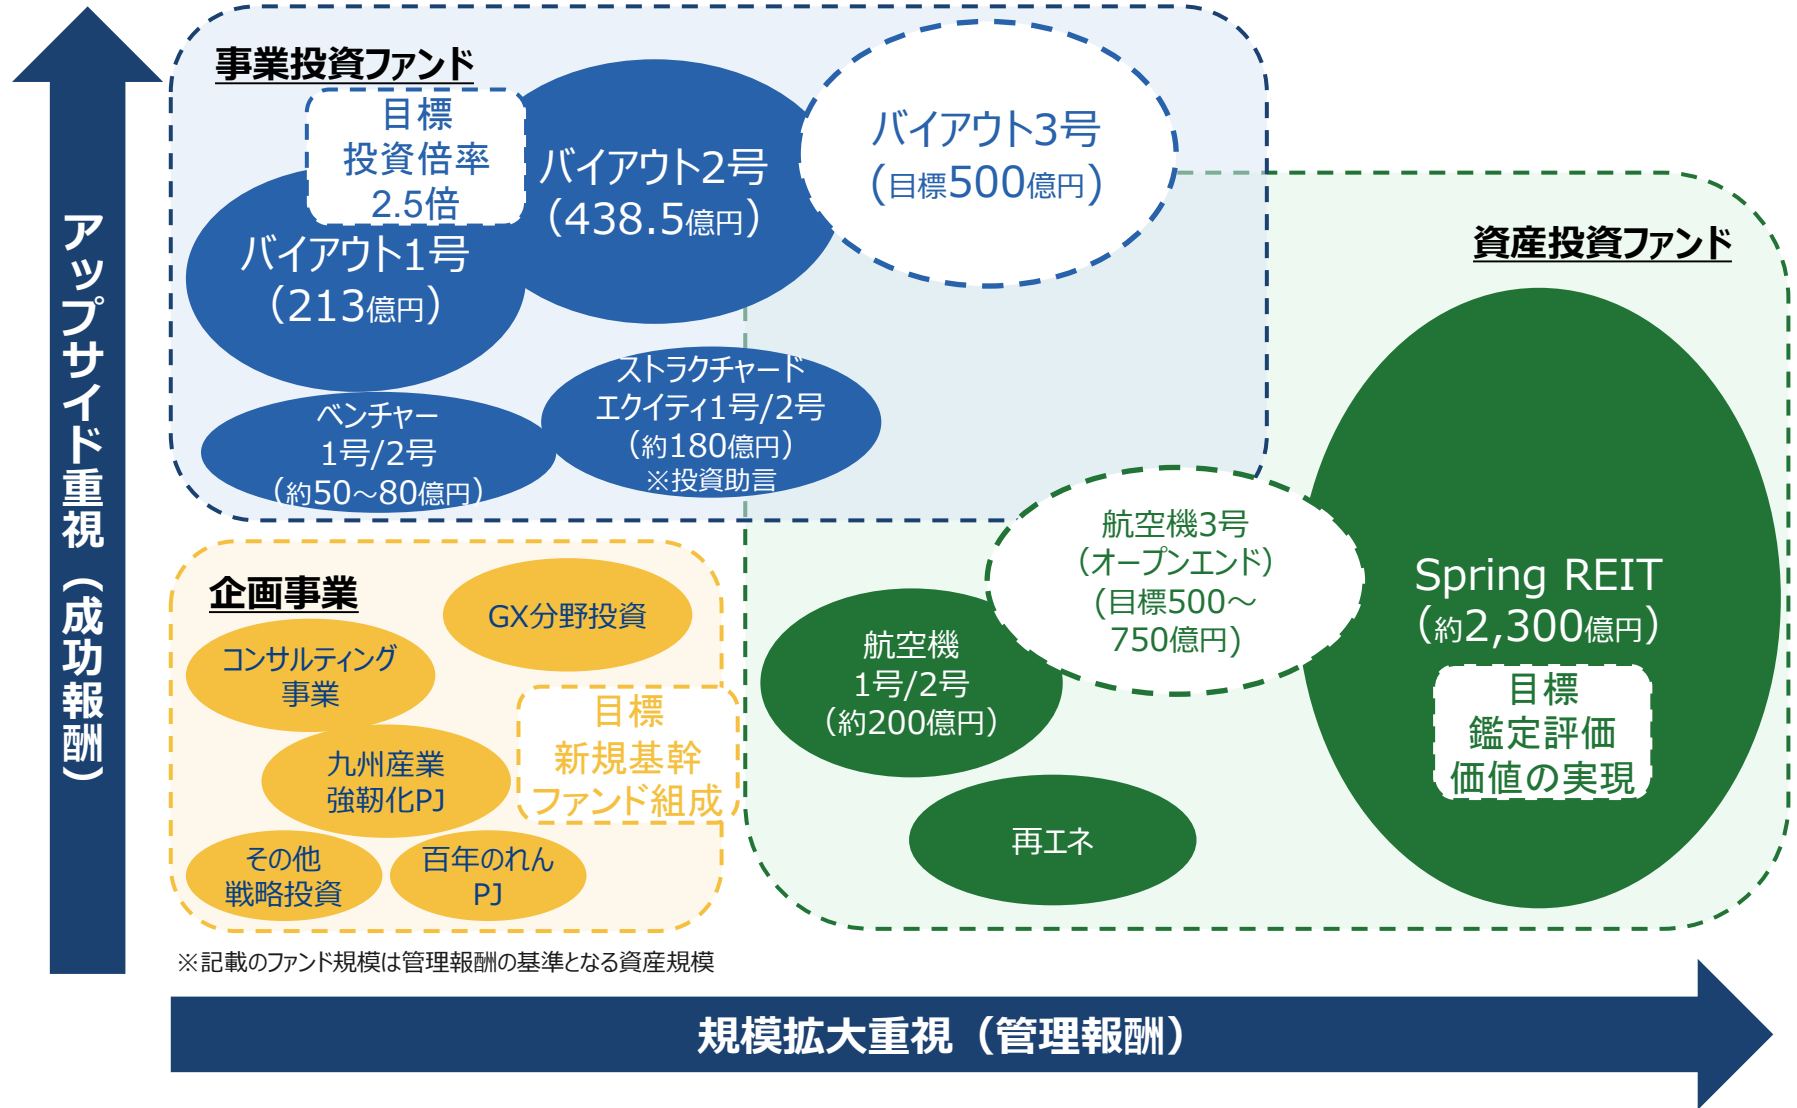 アップサイド重視（成功報酬）
事業投資ファンド
目標
投資倍率
2.5倍
バイアウト1号
（213億円）
バイアウト2号
（438.5億円）
バイアウト3号
(目標500億円)
ベンチャー
1号/2号
（約50～80億円）
ストラクチャード
エクイティ1号/2号
（約180億円）
※投資助言
資産投資ファンド
航空機3号
（オープンエンド）
(目標500～
750億円)
航空機
1号/2号
（約200億円）
再エネ
Spring REIT
（約2,300億円）
目標
鑑定評価
価値の実現
企画事業
GX分野投資
コンサルティング
事業
九州産業
強靭化PJ
目標
新規基幹
ファンド組成
その他
戦略投資
百年のれん
PJ
※記載のファンド規模は管理報酬の基準となる資産規模
規模拡大重視（管理報酬）